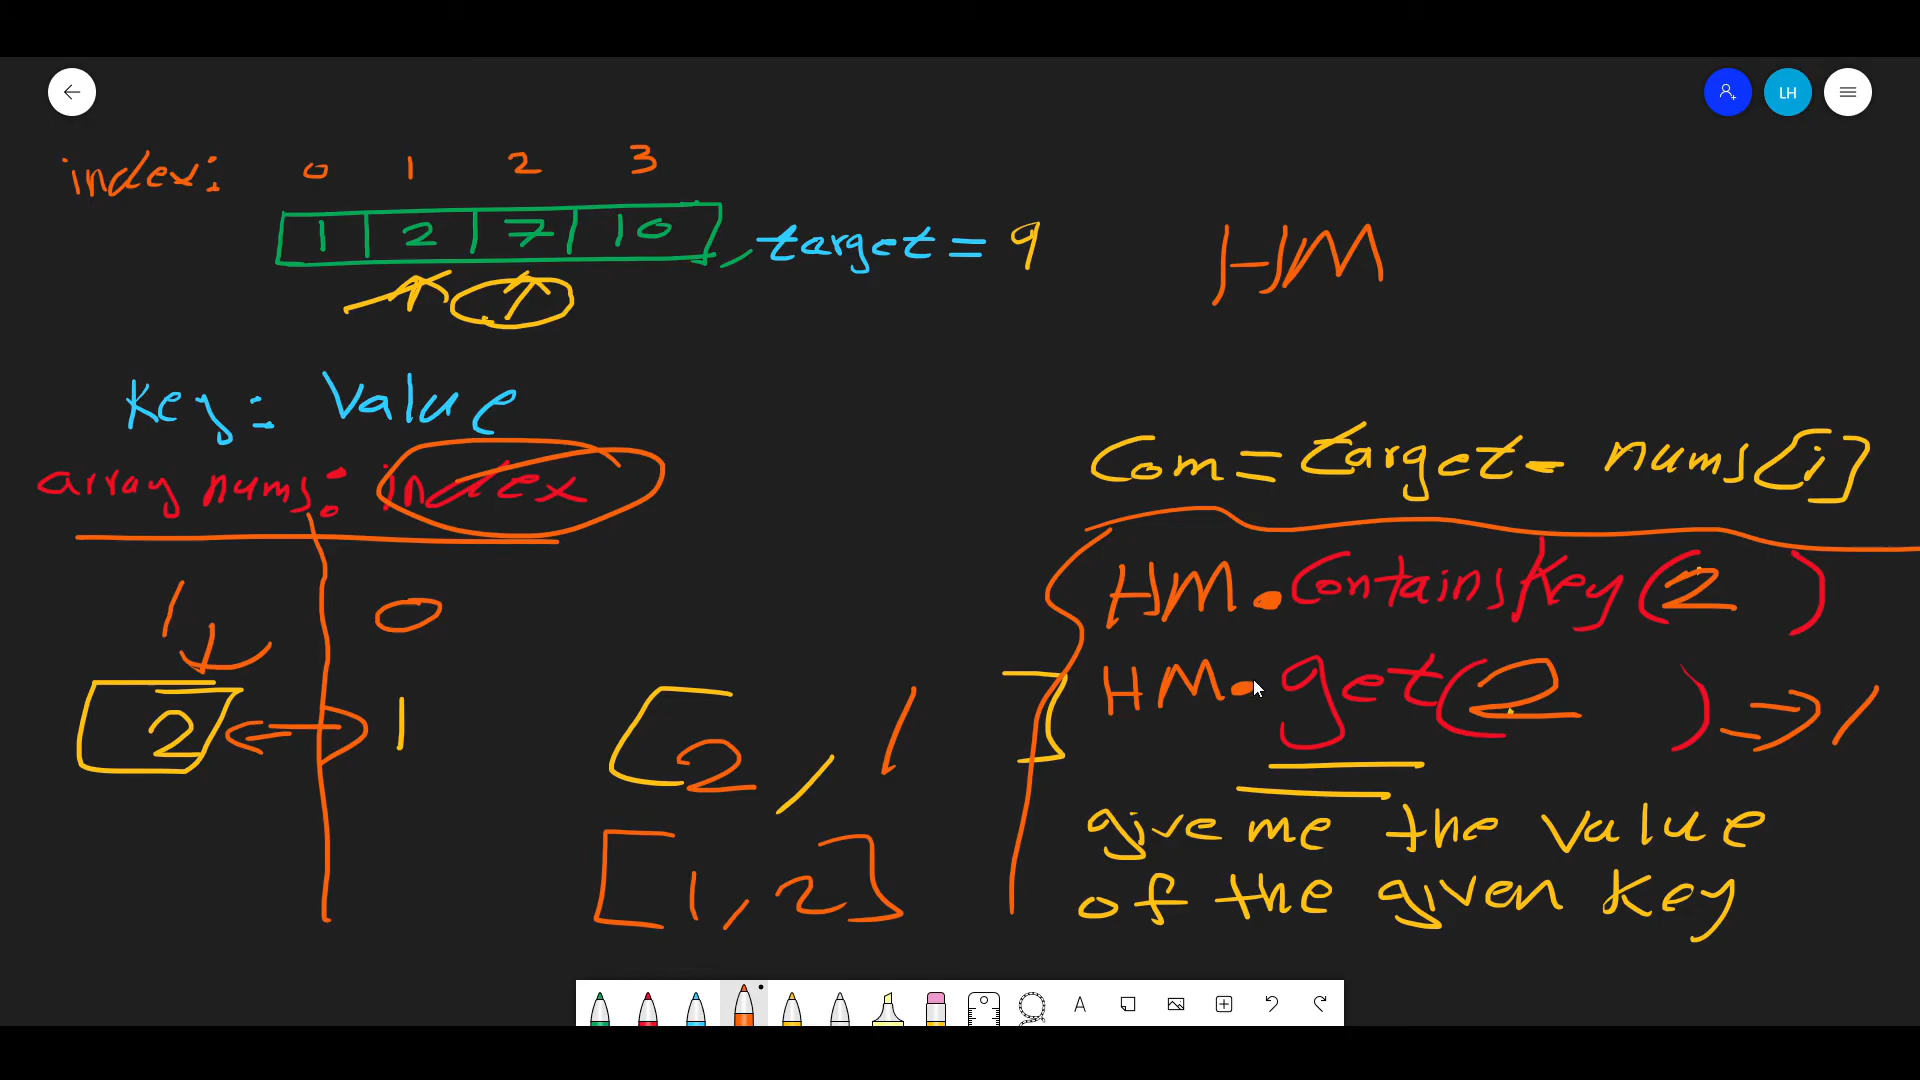 LH
index: 0 1 2 3
1 2 7 10, target = 9
HM
Key: Value
array nums: index
Com = target - nums[i]
1 0
2 1
HM.ContainsKey(2)
HM.get(2) => 1
[2, 1]
[1, 2]
give me the value
of the given key
A